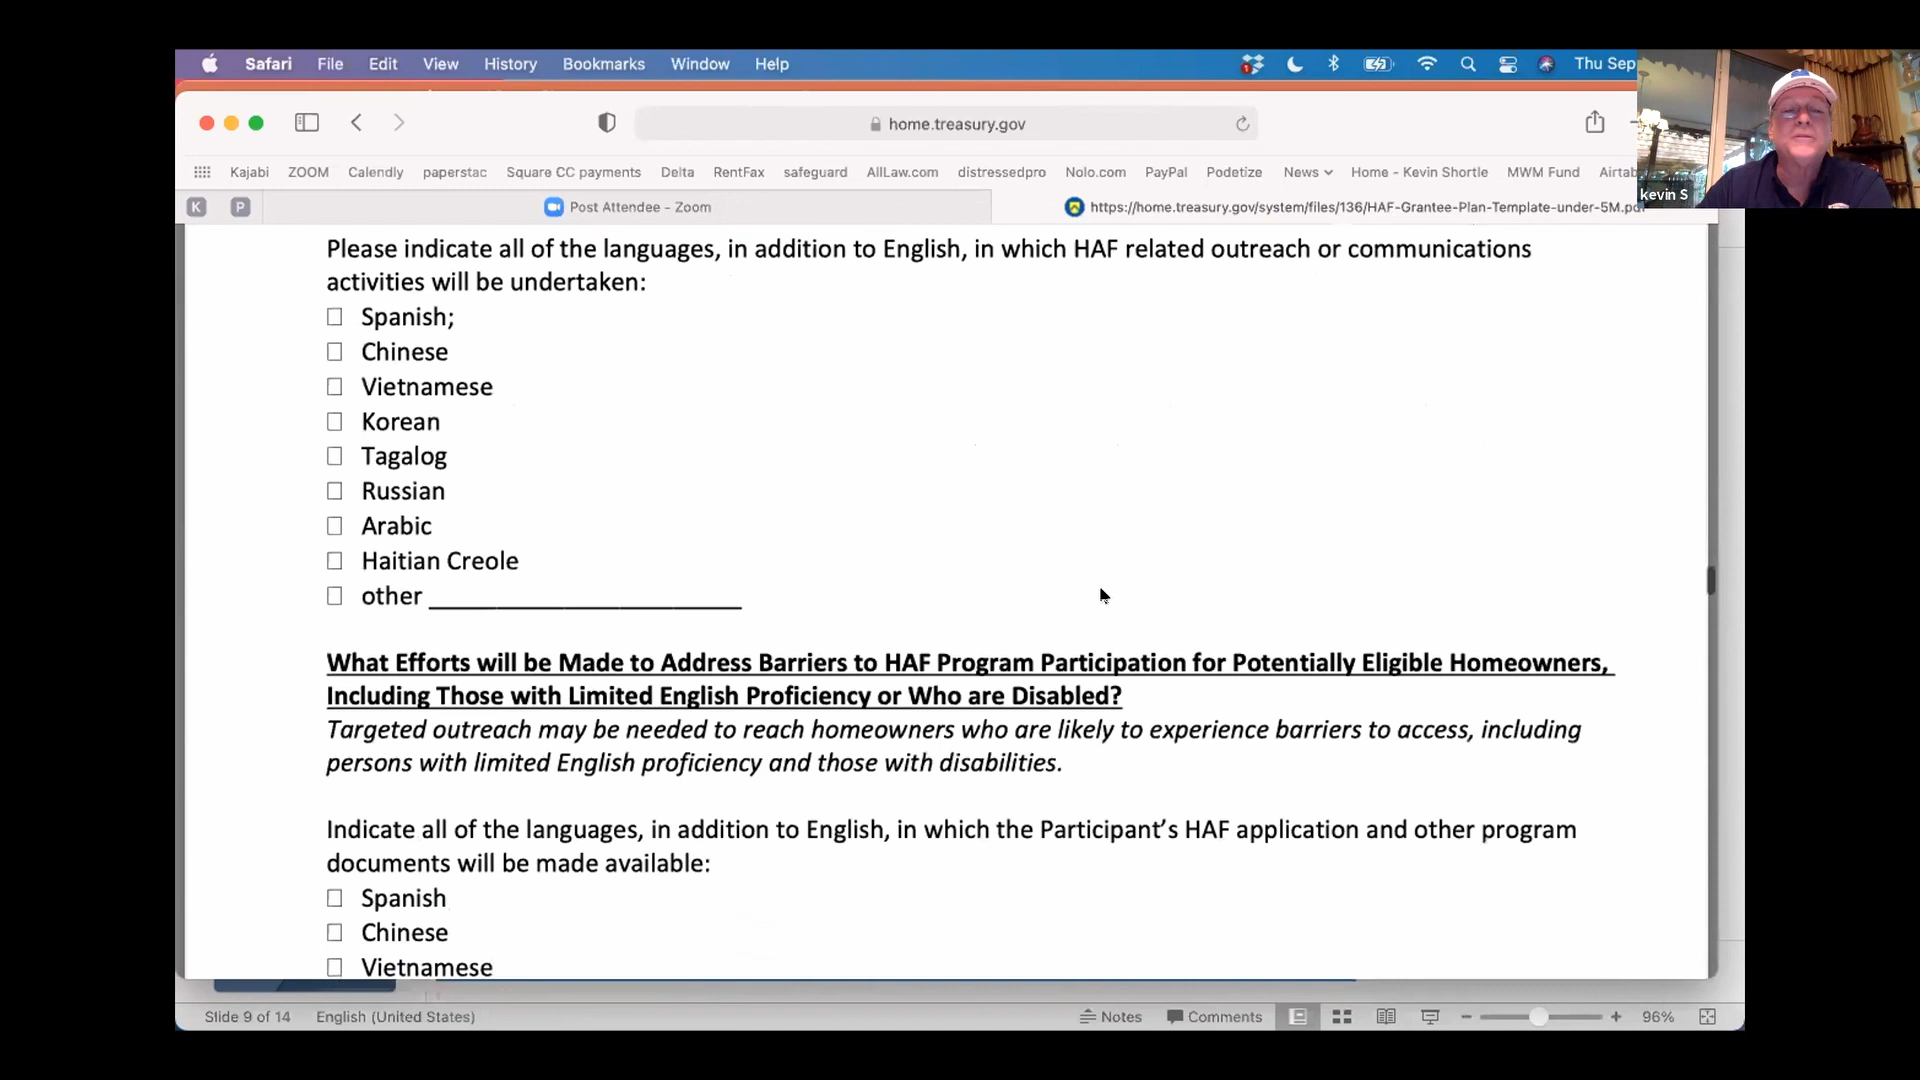 Safari File Edit View History Bookmarks Window Help
Thu Sep
home.treasury.gov
Kajabi ZOOM Calendly paperstac Square CC payments Delta RentFax safeguard AllLaw.com distressedpro Nolo.com PayPal Podetize News Home - Kevin Shortle MWM Fund Airtab
kevin S
K P Post Attendee - Zoom https://home.treasury.gov/system/files/136/HAF-Grantee-Plan-Template-under-5M.pdf
Please indicate all of the languages, in addition to English, in which HAF related outreach or communications
activities will be undertaken:
Spanish;
Chinese
Vietnamese
Korean
Tagalog
Russian
Arabic
Haitian Creole
other
What Efforts will be Made to Address Barriers to HAF Program Participation for Potentially Eligible Homeowners,
Including Those with Limited English Proficiency or Who are Disabled?
Targeted outreach may be needed to reach homeowners who are likely to experience barriers to access, including
persons with limited English proficiency and those with disabilities.
Indicate all of the languages, in addition to English, in which the Participant's HAF application and other program
documents will be made available:
Spanish
Chinese
Vietnamese
Slide 9 of 14 English (United States) Notes Comments 96%